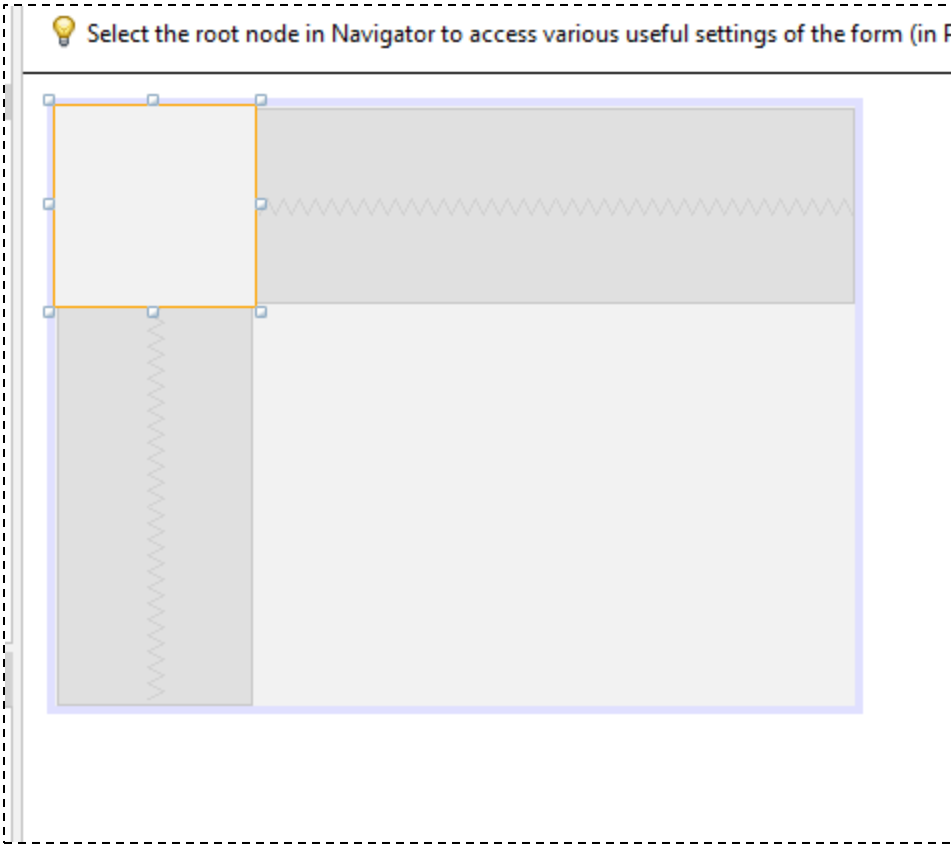 Select the root node in Navigator to access various useful settings of the form (in